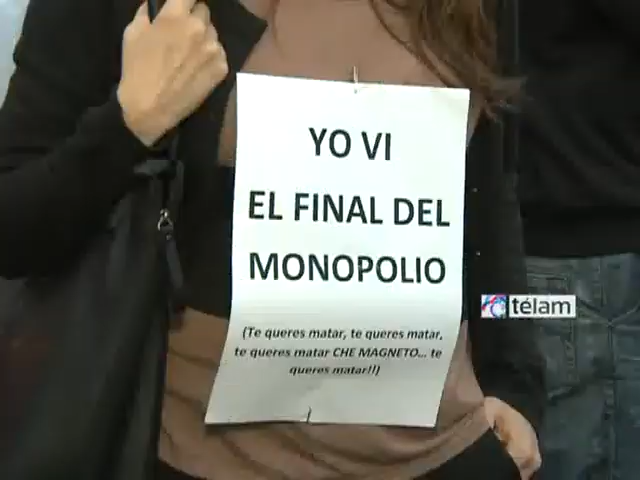 YO VI
EL FINAL DEL
MONOPOLIO
(Te queres matar, te queres matar,
te queres matar CHE MAGNETO... te
queres matar!!)
télam